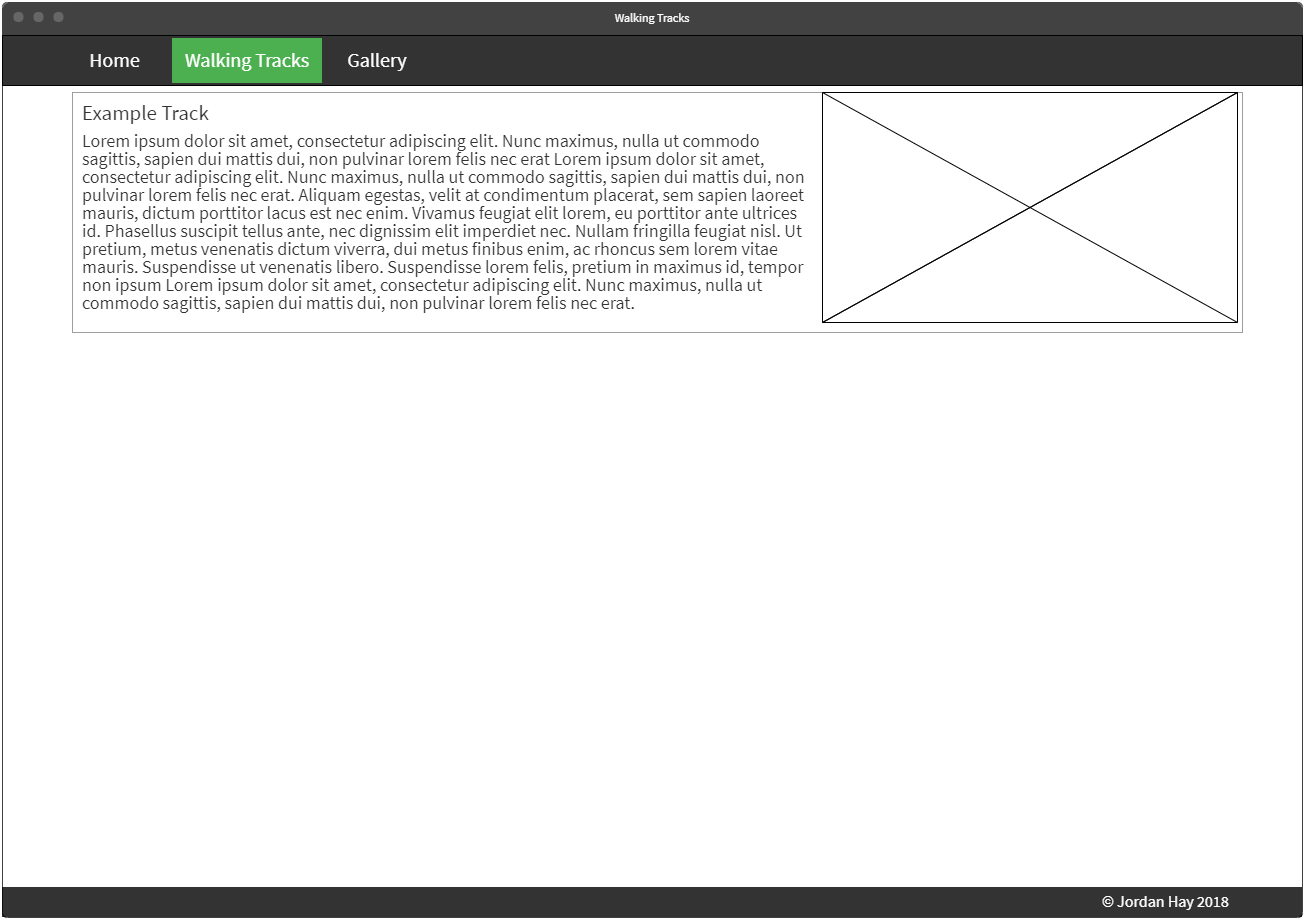 Walking Tracks
Home Walking Tracks Gallery
Example Track
Lorem ipsum dolor sit amet, consectetur adipiscing elit. Nunc maximus, nulla ut commodo
sagittis, sapien dui mattis dui, non pulvinar lorem felis nec erat Lorem ipsum dolor sit amet,
consectetur adipiscing elit. Nunc maximus, nulla ut commodo sagittis, sapien dui mattis dui, non
pulvinar lorem felis nec erat. Aliquam egestas, velit at condimentum placerat, sem sapien laoreet
mauris, dictum porttitor lacus est nec enim. Vivamus feugiat elit lorem, eu porttitor ante ultrices
id. Phasellus suscipit tellus ante, nec dignissim elit imperdiet nec. Nullam fringilla feugiat nisl. Ut
pretium, metus venenatis dictum viverra, dui metus finibus enim, ac rhoncus sem lorem vitae
mauris. Suspendisse ut venenatis libero. Suspendisse lorem felis, pretium in maximus id, tempor
non ipsum Lorem ipsum dolor sit amet, consectetur adipiscing elit. Nunc maximus, nulla ut
commodo sagittis, sapien dui mattis dui, non pulvinar lorem felis nec erat.
© Jordan Hay 2018